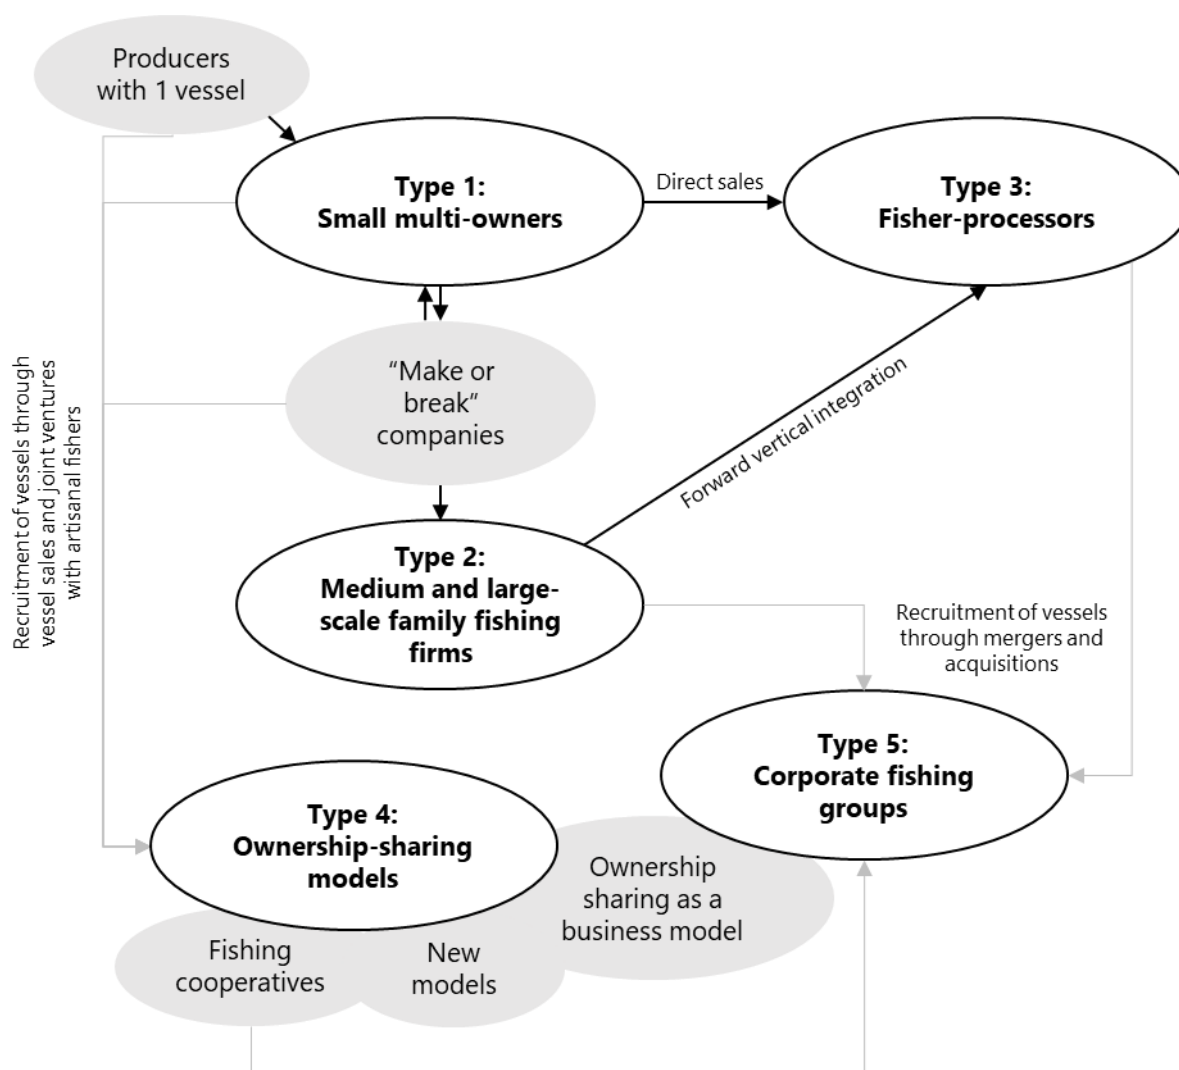 Producers
with 1 vessel
Type 1:
Small multi-owners
Direct sales
Type 3:
Fisher-processors
“Make or
break”
companies
Forward vertical integration
Recruitment of vessels through
vessel sales and joint ventures
with artisanal fishers
Type 2:
Medium and large-
scale family fishing
firms
Recruitment of vessels
through mergers and
acquisitions
Type 5:
Corporate fishing
groups
Type 4:
Ownership-sharing
models
Ownership
sharing as a
business model
Fishing
cooperatives
New
models